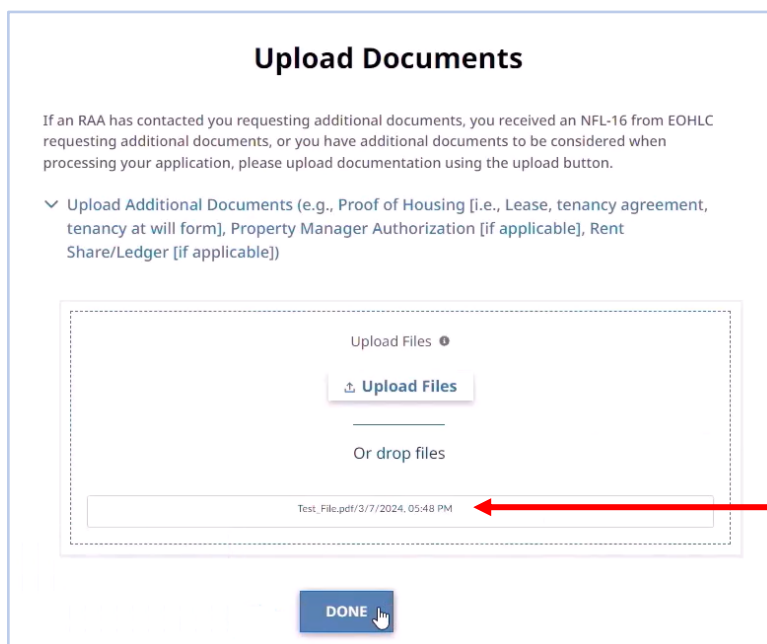 Upload Documents
If an RAA has contacted you requesting additional documents, you received an NFL-16 from EOHLC
requesting additional documents, or you have additional documents to be considered when
processing your application, please upload documentation using the upload button.
Upload Additional Documents (e.g., Proof of Housing [i.e., Lease, tenancy agreement,
tenancy at will form], Property Manager Authorization [if applicable], Rent
Share/Ledger [if applicable])
Upload Files
Upload Files
Or drop files
Test_File.pdf/3/7/2024, 05:48 PM
DONE